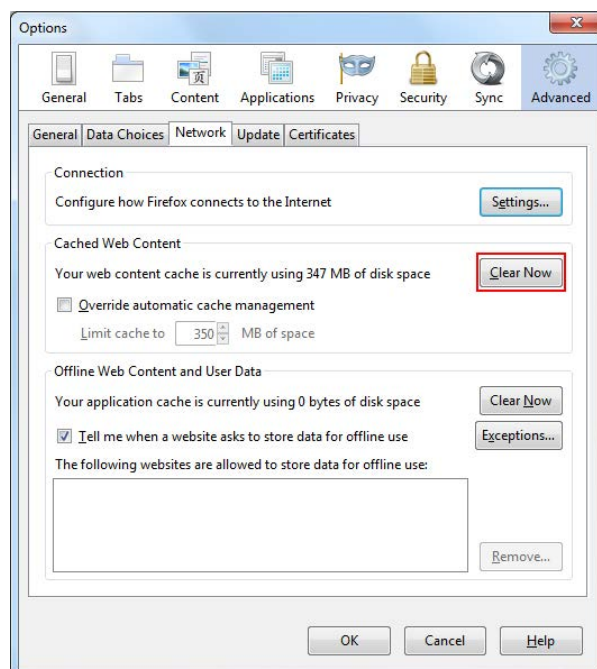 Options
x
页
General Tabs Content Applications Privacy Security Sync Advanced
General Data Choices Network Update Certificates
Connection
Configure how Firefox connects to the Internet Settings...
Cached Web Content
Your web content cache is currently using 347 MB of disk space Clear Now
Override automatic cache management
Limit cache to 350 MB of space
Offline Web Content and User Data
Your application cache is currently using 0 bytes of disk space Clear Now
Tell me when a website asks to store data for offline use Exceptions...
The following websites are allowed to store data for offline use:
Remove...
OK Cancel Help